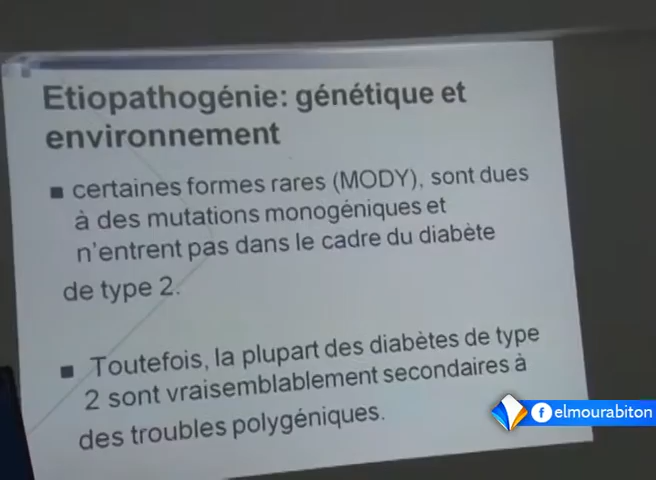 Etiopathogénie: génétique et
environnement
■ certaines formes rares (MODY), sont dues
à des mutations monogéniques et
n'entrent pas dans le cadre du diabète
de type 2.
■ Toutefois, la plupart des diabètes de type
2 sont vraisemblablement secondaires à
des troubles polygéniques.
elmourabiton